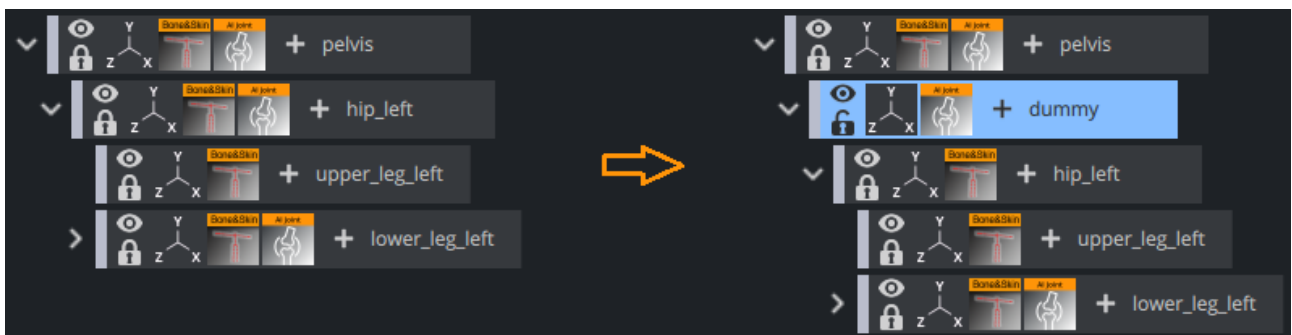 Y Z X Bone&Skin AI Joint + pelvis
Y Z X Bone&Skin AI Joint + hip_left
Y Z X Bone&Skin + upper_leg_left
Y Z X Bone&Skin AI Joint + lower_leg_left
Y Z X Bone&Skin AI Joint + pelvis
Y Z X AI Joint + dummy
Y Z X Bone&Skin + hip_left
Y Z X Bone&Skin + upper_leg_left
Y Z X Bone&Skin AI Joint + lower_leg_left